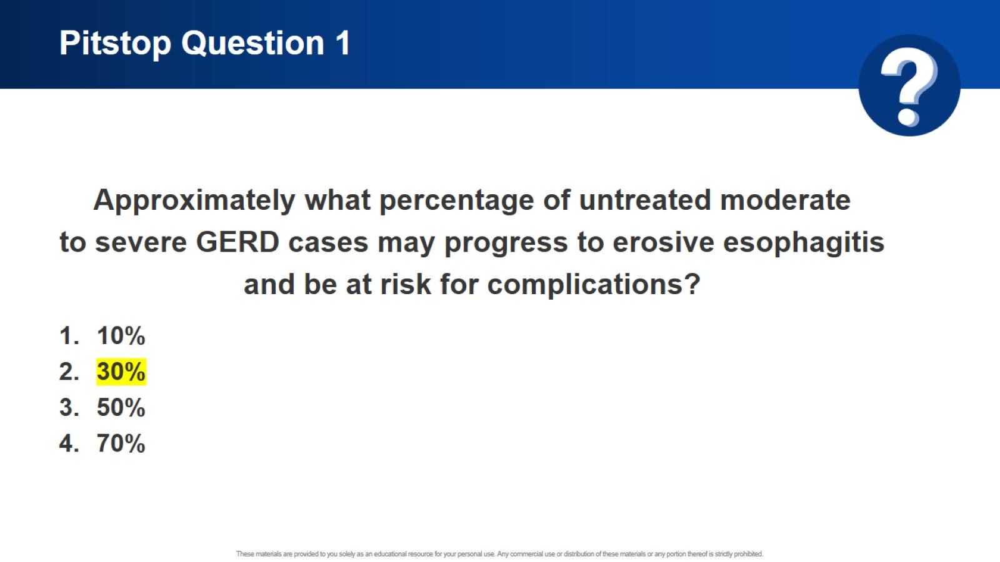 Pitstop Question 1
?
Approximately what percentage of untreated moderate
to severe GERD cases may progress to erosive esophagitis
and be at risk for complications?
1. 10%
2. 30%
3. 50%
4. 70%
These materials are provided to you solely as an educational resource for your personal use. Any commercial use or distribution of these materials or any portion thereof is strictly prohibited.